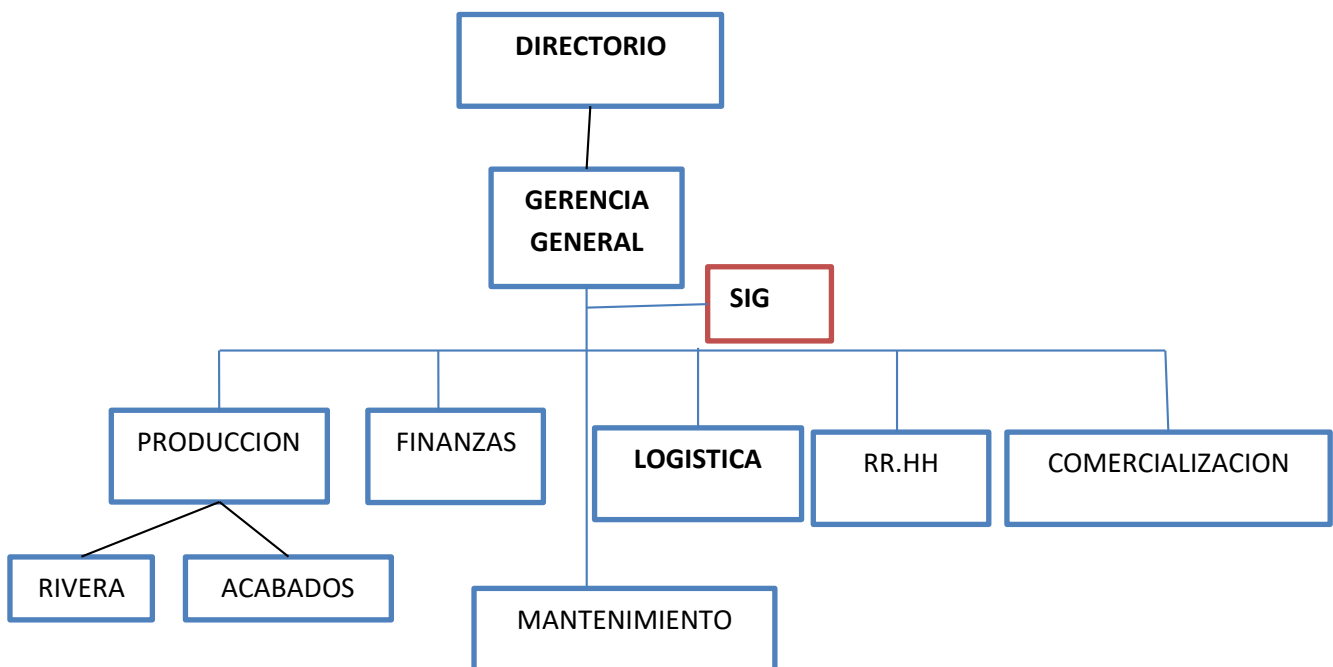 DIRECTORIO
GERENCIA
GENERAL
SIG
PRODUCCION
FINANZAS
LOGISTICA
RR.HH
COMERCIALIZACION
RIVERA
ACABADOS
MANTENIMIENTO